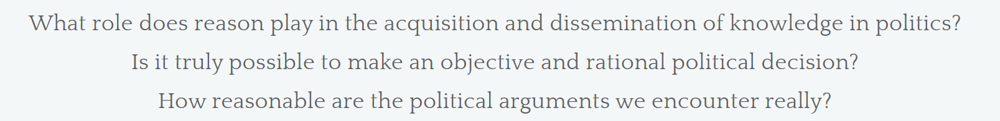 What role does reason play in the acquisition and dissemination of knowledge in politics?
Is it truly possible to make an objective and rational political decision?
How reasonable are the political arguments we encounter really?